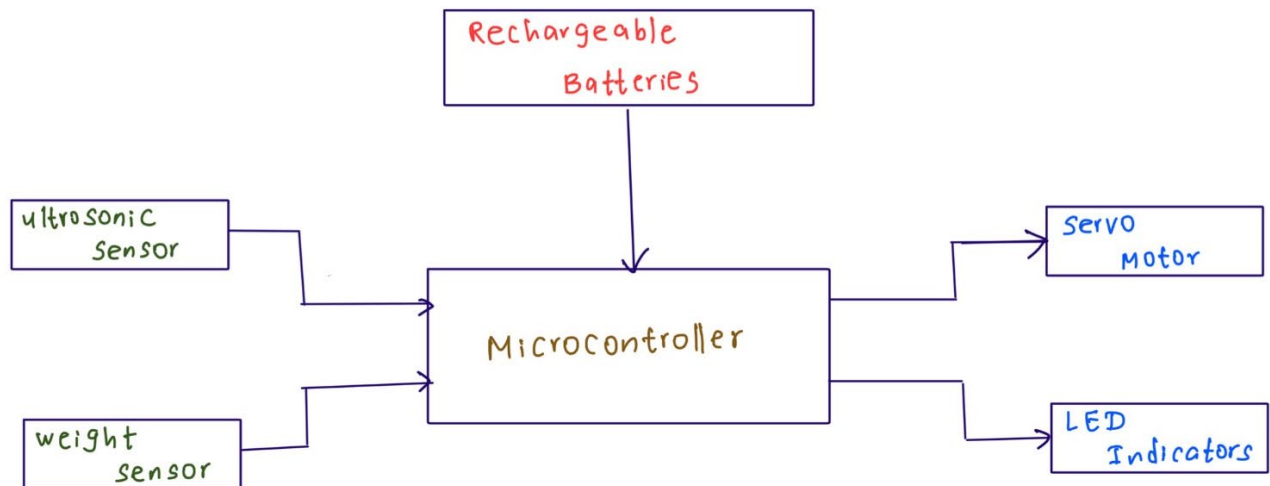 Rechargeable
Batteries
ultrosonic
sensor
servo
Motor
Microcontroller
weight
sensor
LED
Indicators